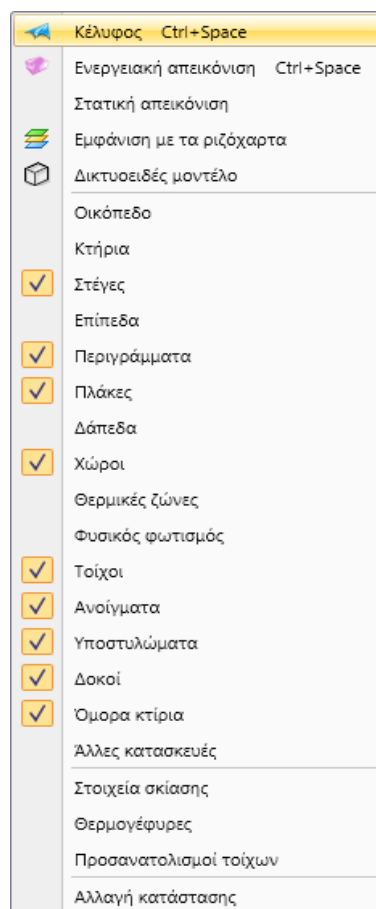 Κέλυφος Ctrl+Space
Ενεργειακή απεικόνιση Ctrl+Space
Στατική απεικόνιση
Εμφάνιση με τα ριζόχαρτα
Δικτυοειδές μοντέλο
Οικόπεδο
Κτήρια
Στέγες
Επίπεδα
Περιγράμματα
Πλάκες
Δάπεδα
Χώροι
Θερμικές ζώνες
Φυσικός φωτισμός
Τοίχοι
Ανοίγματα
Υποστυλώματα
Δοκοί
Όμορα κτίρια
Άλλες κατασκευές
Στοιχεία σκίασης
Θερμογέφυρες
Προσανατολισμοί τοίχων
Αλλαγή κατάστασης